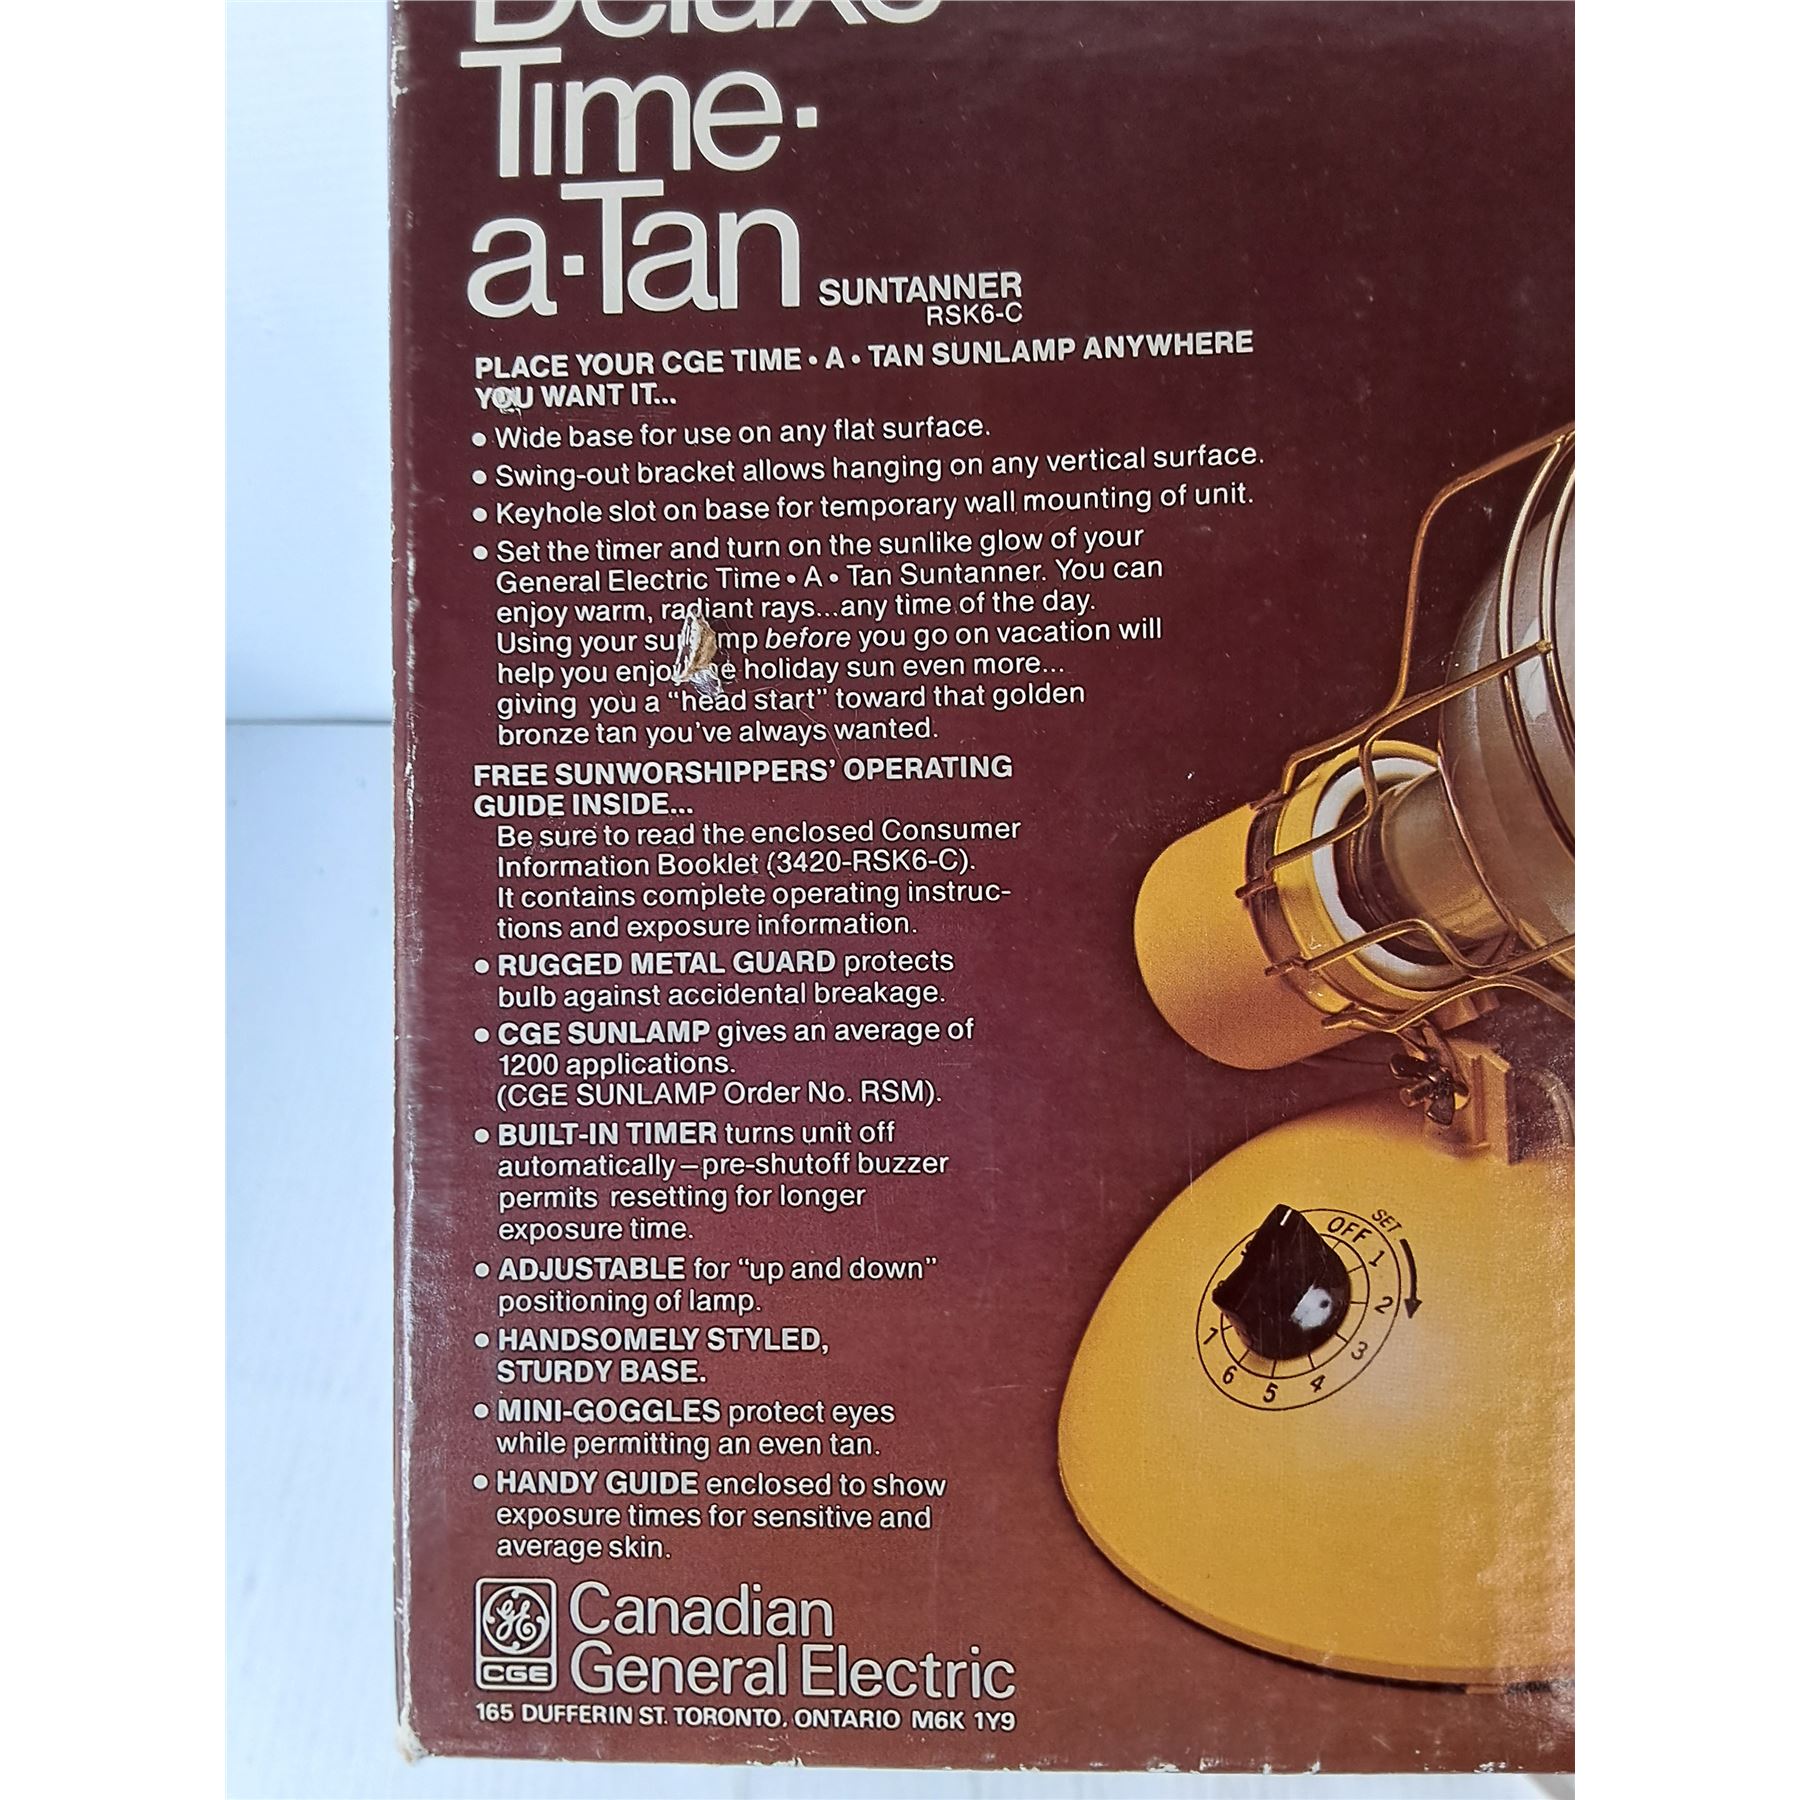 Deluxe
Time·
a·Tan SUNTANNER
RSK6-C
PLACE YOUR CGE TIME • A • TAN SUNLAMP ANYWHERE
YOU WANT IT...
• Wide base for use on any flat surface.
• Swing-out bracket allows hanging on any vertical surface.
• Keyhole slot on base for temporary wall mounting of unit.
• Set the timer and turn on the sunlike glow of your
General Electric Time • A • Tan Suntanner. You can
enjoy warm, radiant rays...any time of the day.
Using your before you go on vacation will
help you holiday sun even more...
giving you a “head start” toward that golden
bronze tan you’ve always wanted.
FREE SUNWORSHIPPERS’ OPERATING
GUIDE INSIDE...
Be sure to read the enclosed Consumer
Information Booklet (3420-RSK6-C).
It contains complete operating instruc-
tions and exposure information.
• RUGGED METAL GUARD protects
bulb against accidental breakage.
• CGE SUNLAMP gives an average of
1200 applications.
(CGE SUNLAMP Order No. RSM).
• BUILT-IN TIMER turns unit off
automatically–pre-shutoff buzzer
permits resetting for longer
exposure time.
• ADJUSTABLE for “up and down”
positioning of lamp.
• HANDSOMELY STYLED,
STURDY BASE.
• MINI-GOGGLES protect eyes
while permitting an even tan.
• HANDY GUIDE enclosed to show
exposure times for sensitive and
average skin.
SET
OFF 1
2
3
4
5
6
7
GE
CGE
Canadian
General Electric
165 DUFFERIN ST. TORONTO, ONTARIO M6K 1Y9